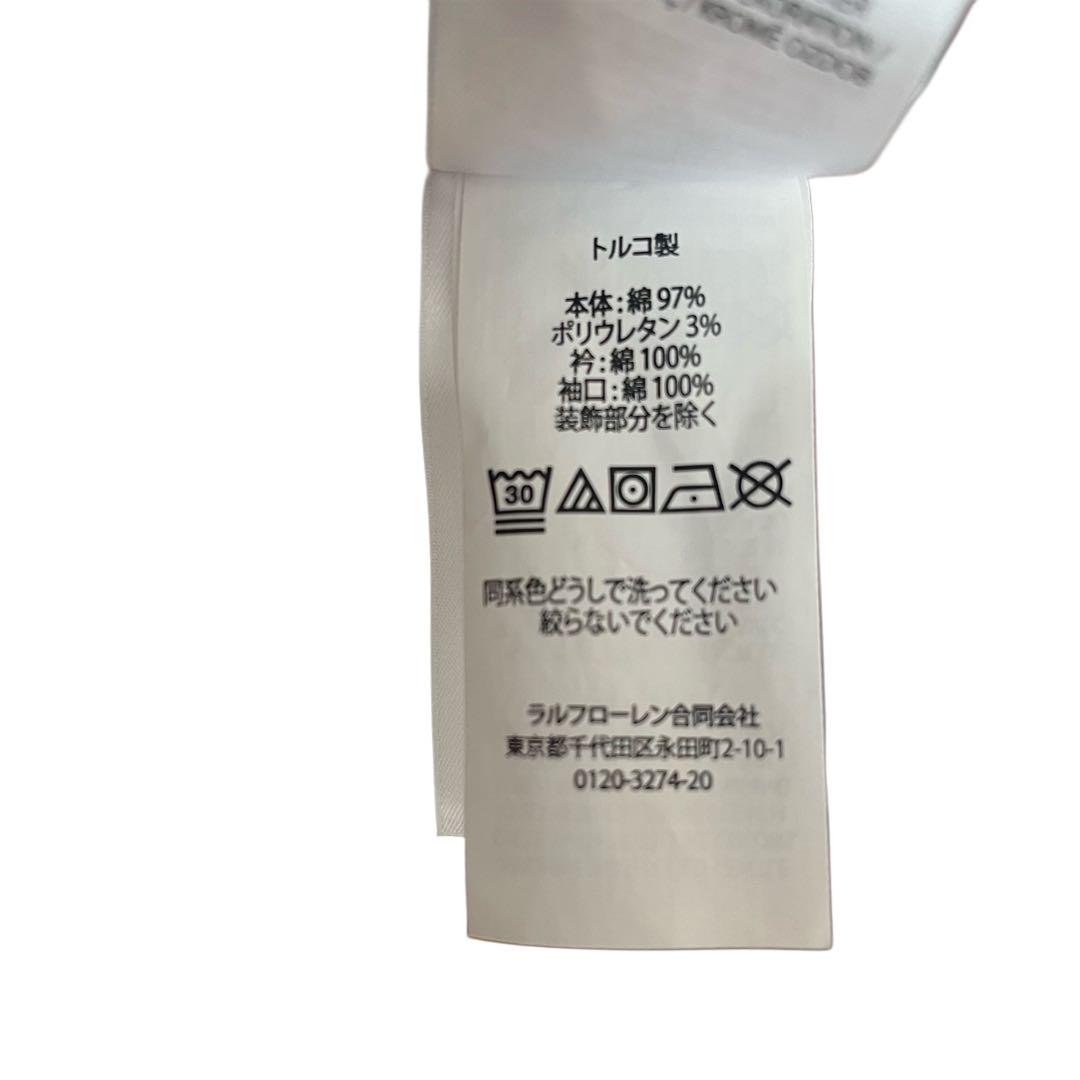 トルコ製
本体:綿97%
ポリウレタン3%
衿:綿100%
袖口:綿100%
装飾部分を除く
30
同系色どうしで洗ってください
絞らないでください
ラルフローレン合同会社
東京都千代田区永田町2-10-1
0120-3274-20